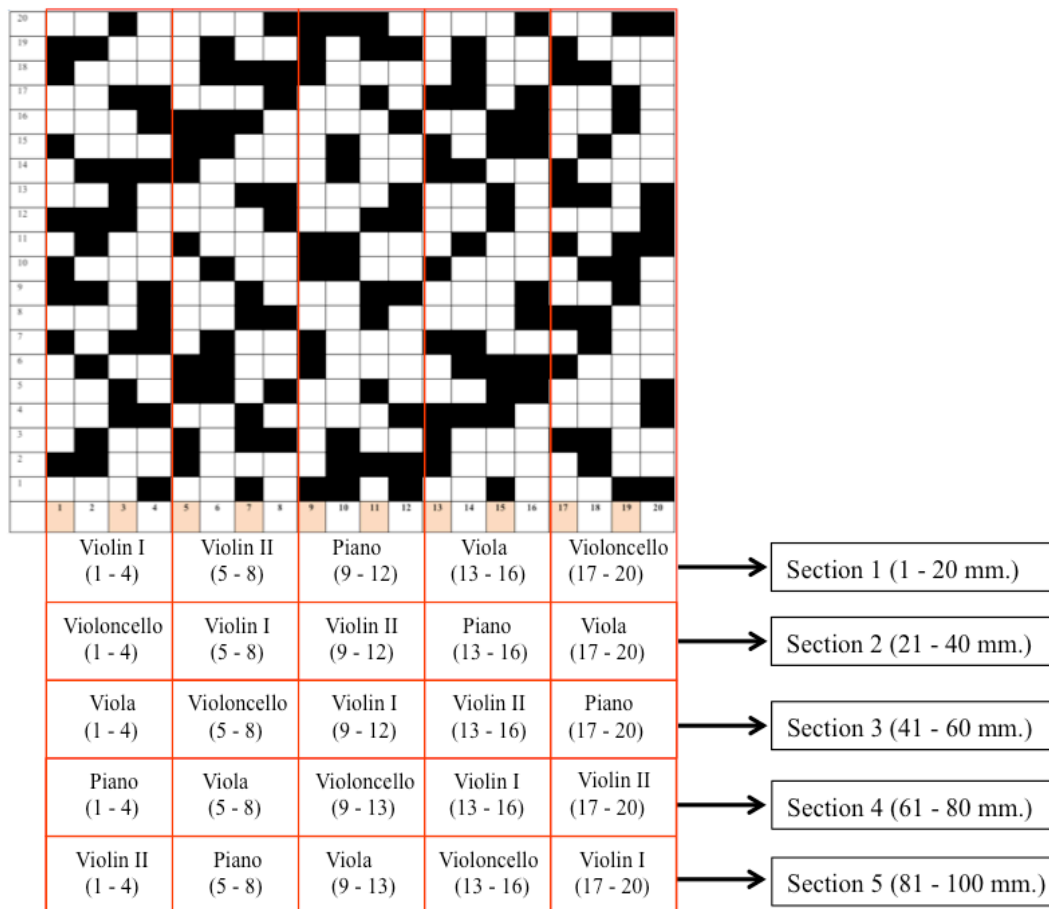 20
19
18
17
16
15
14
13
12
11
10
9
8
7
6
5
4
3
2
1
1 2 3 4 5 6 7 8 9 10 11 12 13 14 15 16 17 18 19 20
Violin I Violin II Piano Viola Violoncello
(1 - 4) (5 - 8) (9 - 12) (13 - 16) (17 - 20) Section 1 (1 - 20 mm.)
Violoncello Violin I Violin II Piano Viola
(1 - 4) (5 - 8) (9 - 12) (13 - 16) (17 - 20) Section 2 (21 - 40 mm.)
Viola Violoncello Violin I Violin II Piano
(1 - 4) (5 - 8) (9 - 12) (13 - 16) (17 - 20) Section 3 (41 - 60 mm.)
Piano Viola Violoncello Violin I Violin II
(1 - 4) (5 - 8) (9 - 13) (13 - 16) (17 - 20) Section 4 (61 - 80 mm.)
Violin II Piano Viola Violoncello Violin I
(1 - 4) (5 - 8) (9 - 13) (13 - 16) (17 - 20) Section 5 (81 - 100 mm.)